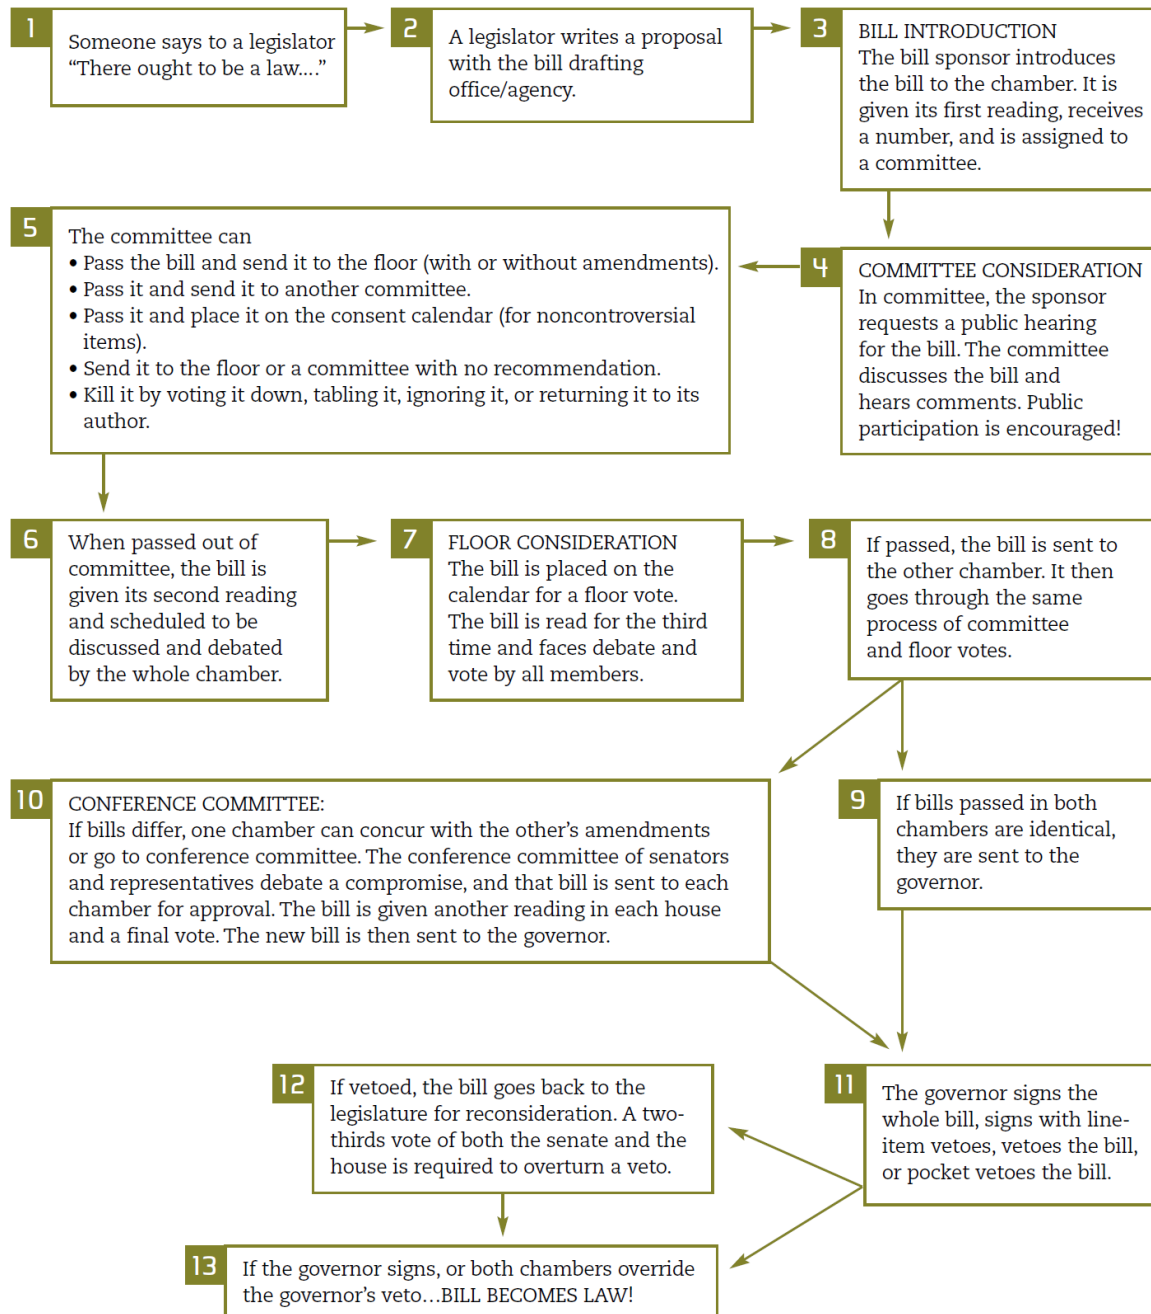 1
Someone says to a legislator
“There ought to be a law....”
2
A legislator writes a proposal
with the bill drafting
office/agency.
3
BILL INTRODUCTION
The bill sponsor introduces
the bill to the chamber. It is
given its first reading, receives
a number, and is assigned to
a committee.
4
COMMITTEE CONSIDERATION
In committee, the sponsor
requests a public hearing
for the bill. The committee
discusses the bill and
hears comments. Public
participation is encouraged!
5
The committee can
• Pass the bill and send it to the floor (with or without amendments).
• Pass it and send it to another committee.
• Pass it and place it on the consent calendar (for noncontroversial
items).
• Send it to the floor or a committee with no recommendation.
• Kill it by voting it down, tabling it, ignoring it, or returning it to its
author.
6
When passed out of
committee, the bill is
given its second reading
and scheduled to be
discussed and debated
by the whole chamber.
7
FLOOR CONSIDERATION
The bill is placed on the
calendar for a floor vote.
The bill is read for the third
time and faces debate and
vote by all members.
8
If passed, the bill is sent to
the other chamber. It then
goes through the same
process of committee
and floor votes.
9
If bills passed in both
chambers are identical,
they are sent to the
governor.
10
CONFERENCE COMMITTEE:
If bills differ, one chamber can concur with the other’s amendments
or go to conference committee. The conference committee of senators
and representatives debate a compromise, and that bill is sent to each
chamber for approval. The bill is given another reading in each house
and a final vote. The new bill is then sent to the governor.
11
The governor signs the
whole bill, signs with line-
item vetoes, vetoes the bill,
or pocket vetoes the bill.
12
If vetoed, the bill goes back to the
legislature for reconsideration. A two-
thirds vote of both the senate and the
house is required to overturn a veto.
13
If the governor signs, or both chambers override
the governor’s veto…BILL BECOMES LAW!